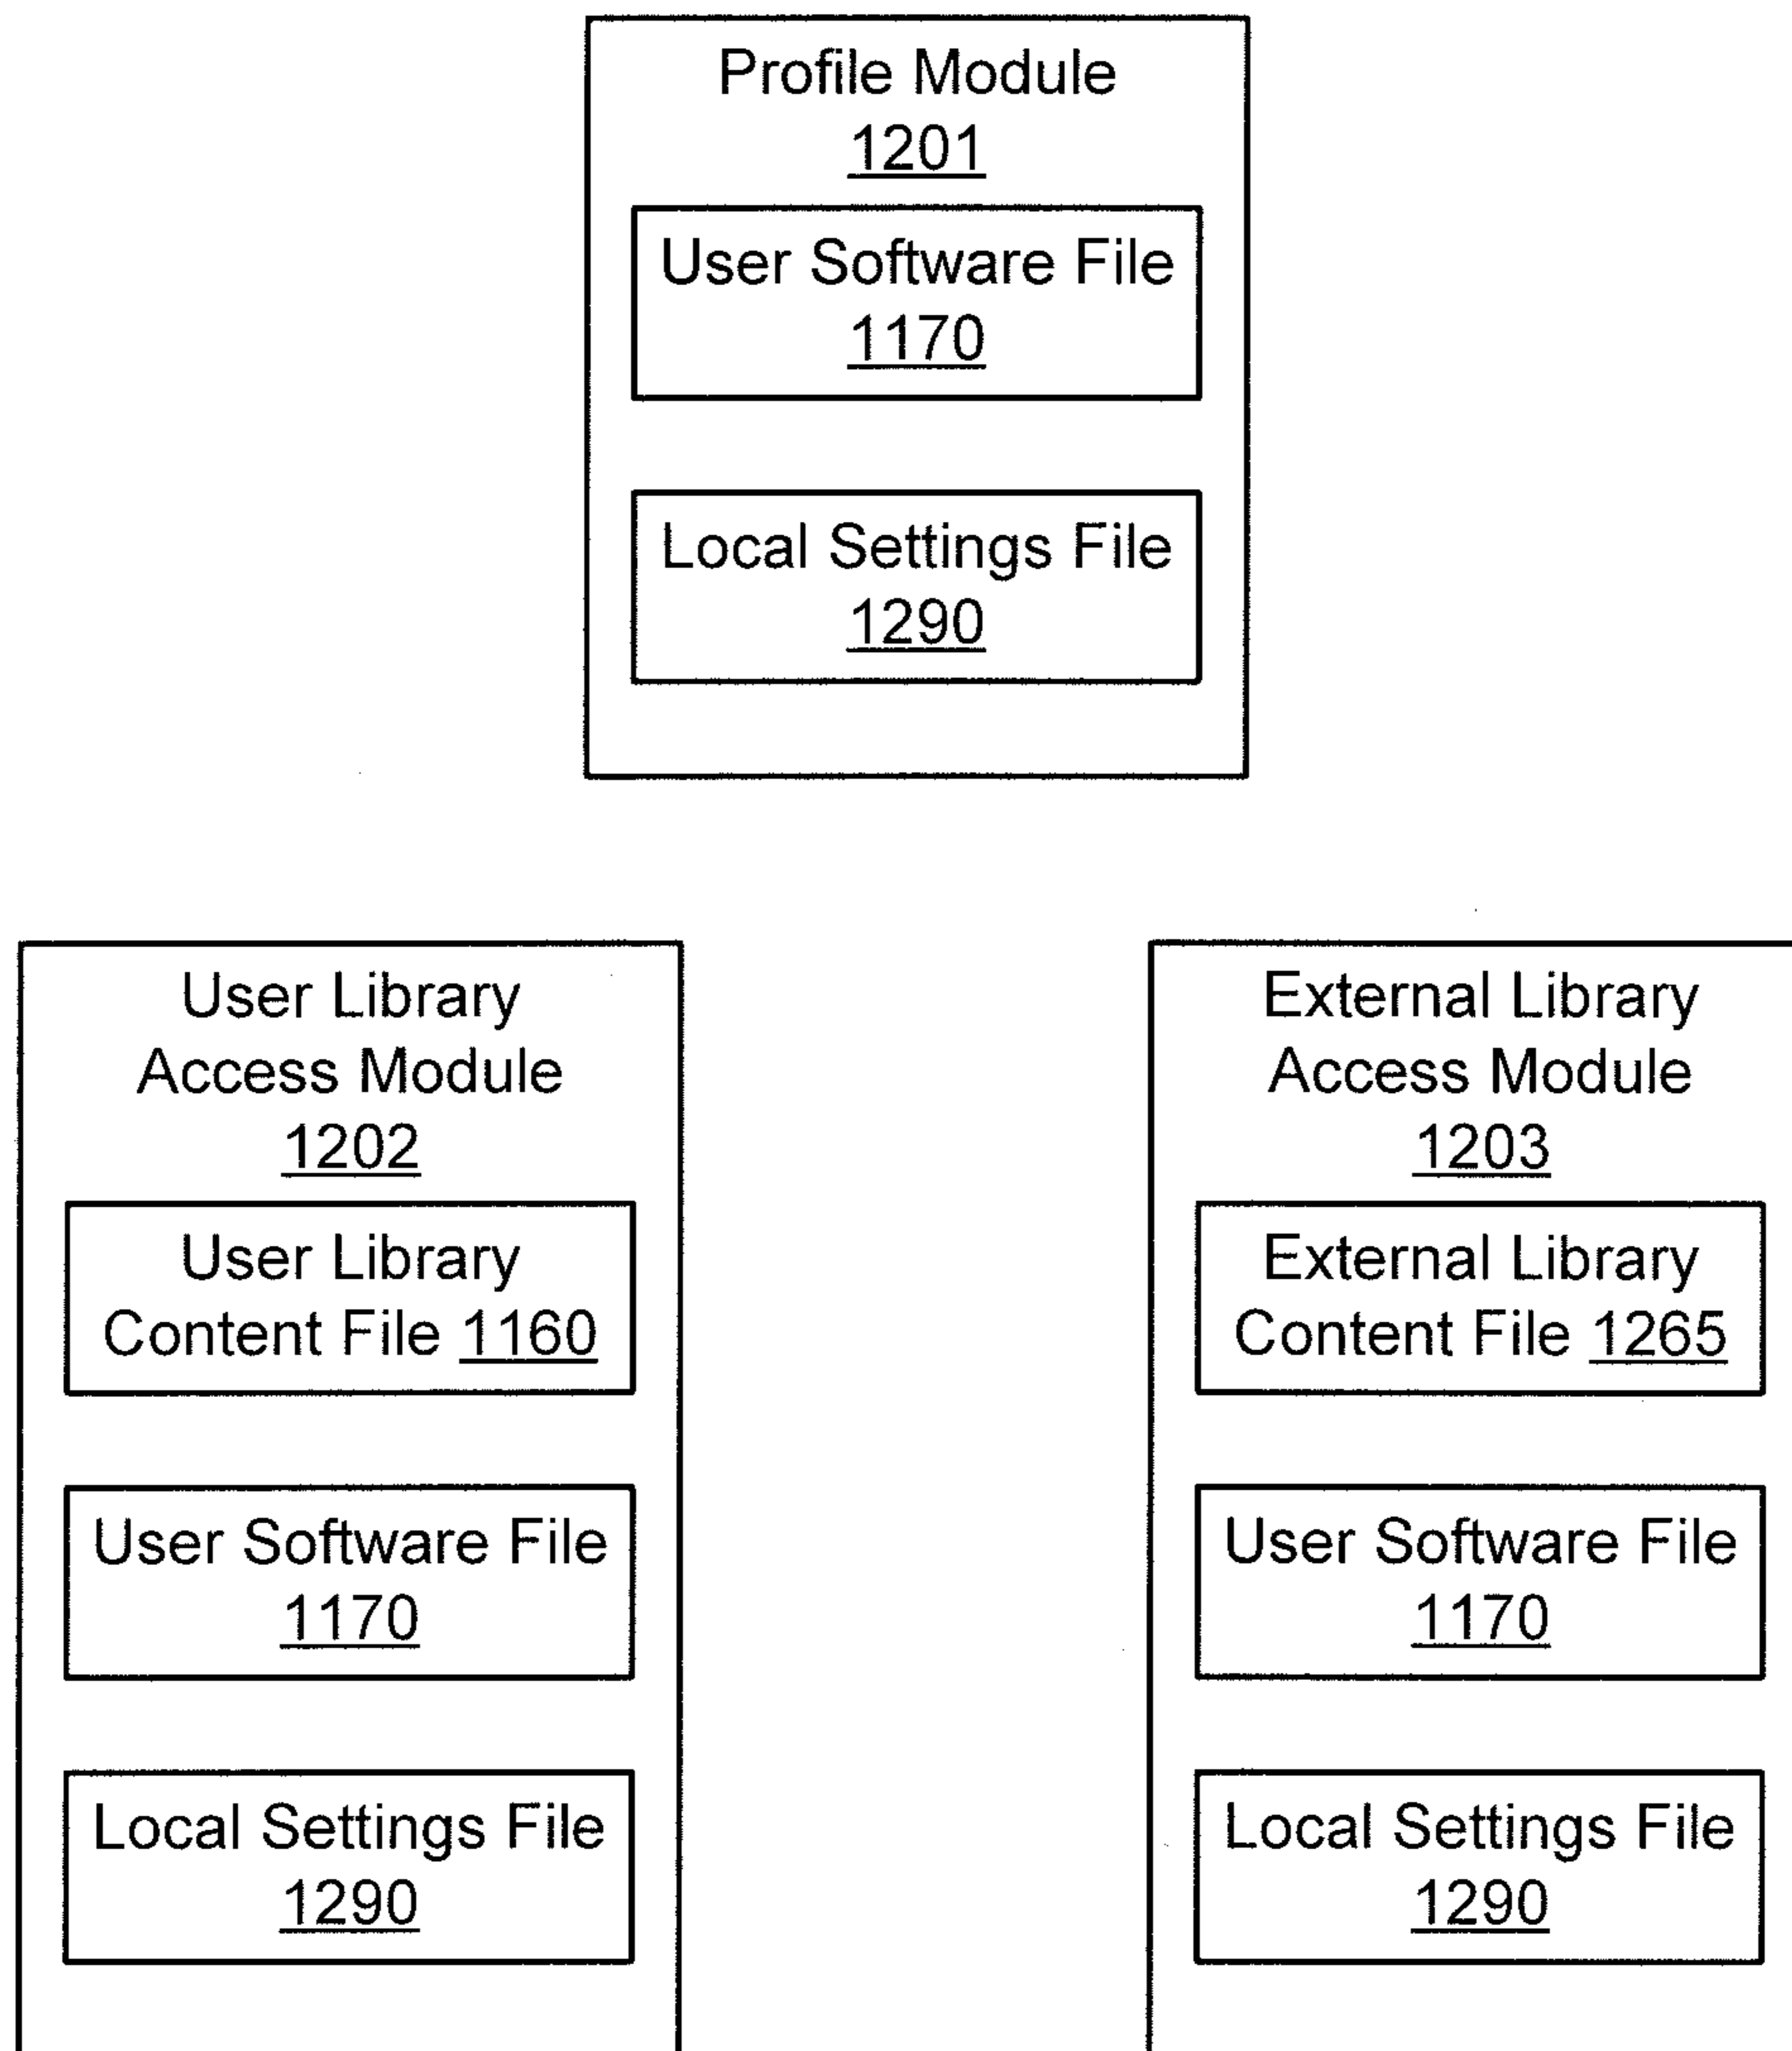 Profile Module
1201
User Software File
1170
Local Settings File
1290
User Library
Access Module
1202
User Library
Content File 1160
User Software File
1170
Local Settings File
1290
External Library
Access Module
1203
External Library
Content File 1265
User Software File
1170
Local Settings File
1290